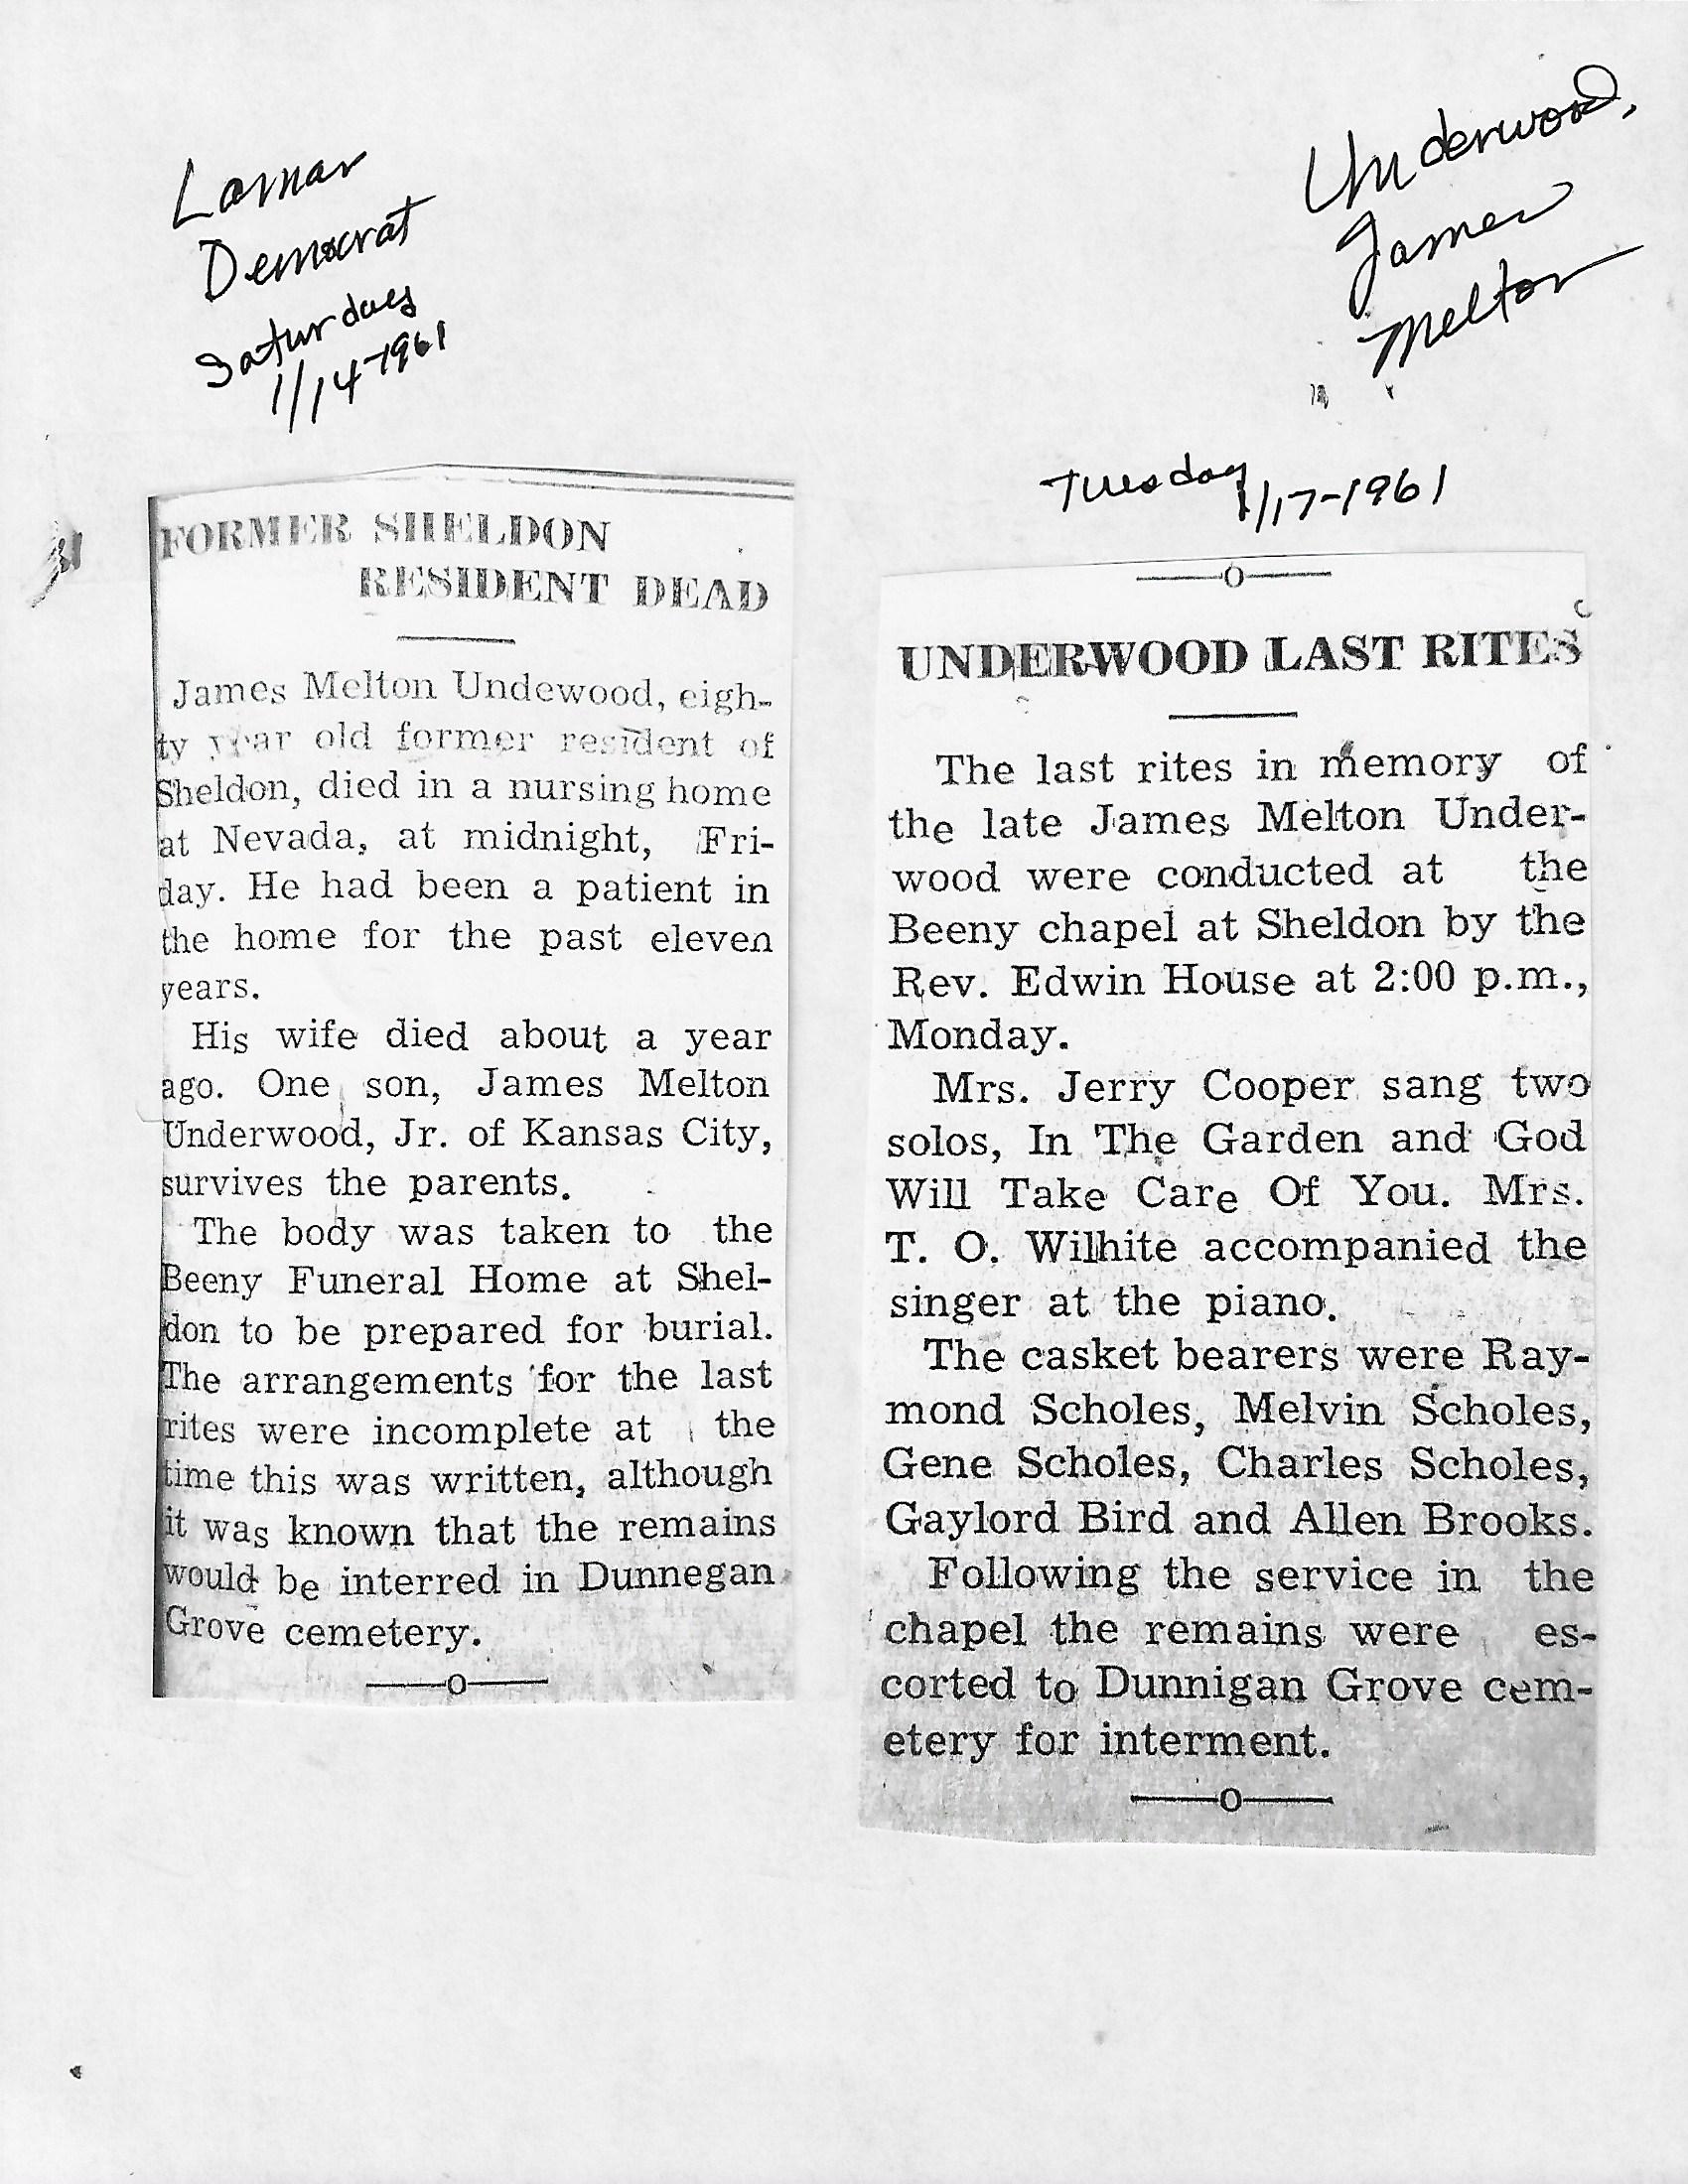 Lamar
Democrat
Saturday
1/14-1961
Underwood,
James
Melton
Tuesday
1/17-1961
FORMER SHELDON
RESIDENT DEAD
James Melton Undewood, eigh-
ty year old former resident of
Sheldon, died in a nursing home
at Nevada, at midnight, Fri-
day. He had been a patient in
the home for the past eleven
years.
His wife died about a year
ago. One son, James Melton
Underwood, Jr. of Kansas City,
survives the parents.
The body was taken to the
Beeny Funeral Home at Shel-
don to be prepared for burial.
The arrangements for the last
rites were incomplete at the
time this was written, although
it was known that the remains
would be interred in Dunnegan
Grove cemetery.
UNDERWOOD LAST RITES
The last rites in memory of
the late James Melton Under-
wood were conducted at the
Beeny chapel at Sheldon by the
Rev. Edwin House at 2:00 p.m.,
Monday.
Mrs. Jerry Cooper sang two
solos, In The Garden and God
Will Take Care Of You. Mrs.
T. O. Wilhite accompanied the
singer at the piano.
The casket bearers were Ray-
mond Scholes, Melvin Scholes,
Gene Scholes, Charles Scholes,
Gaylord Bird and Allen Brooks.
Following the service in the
chapel the remains were es-
corted to Dunnigan Grove cem-
etery for interment.